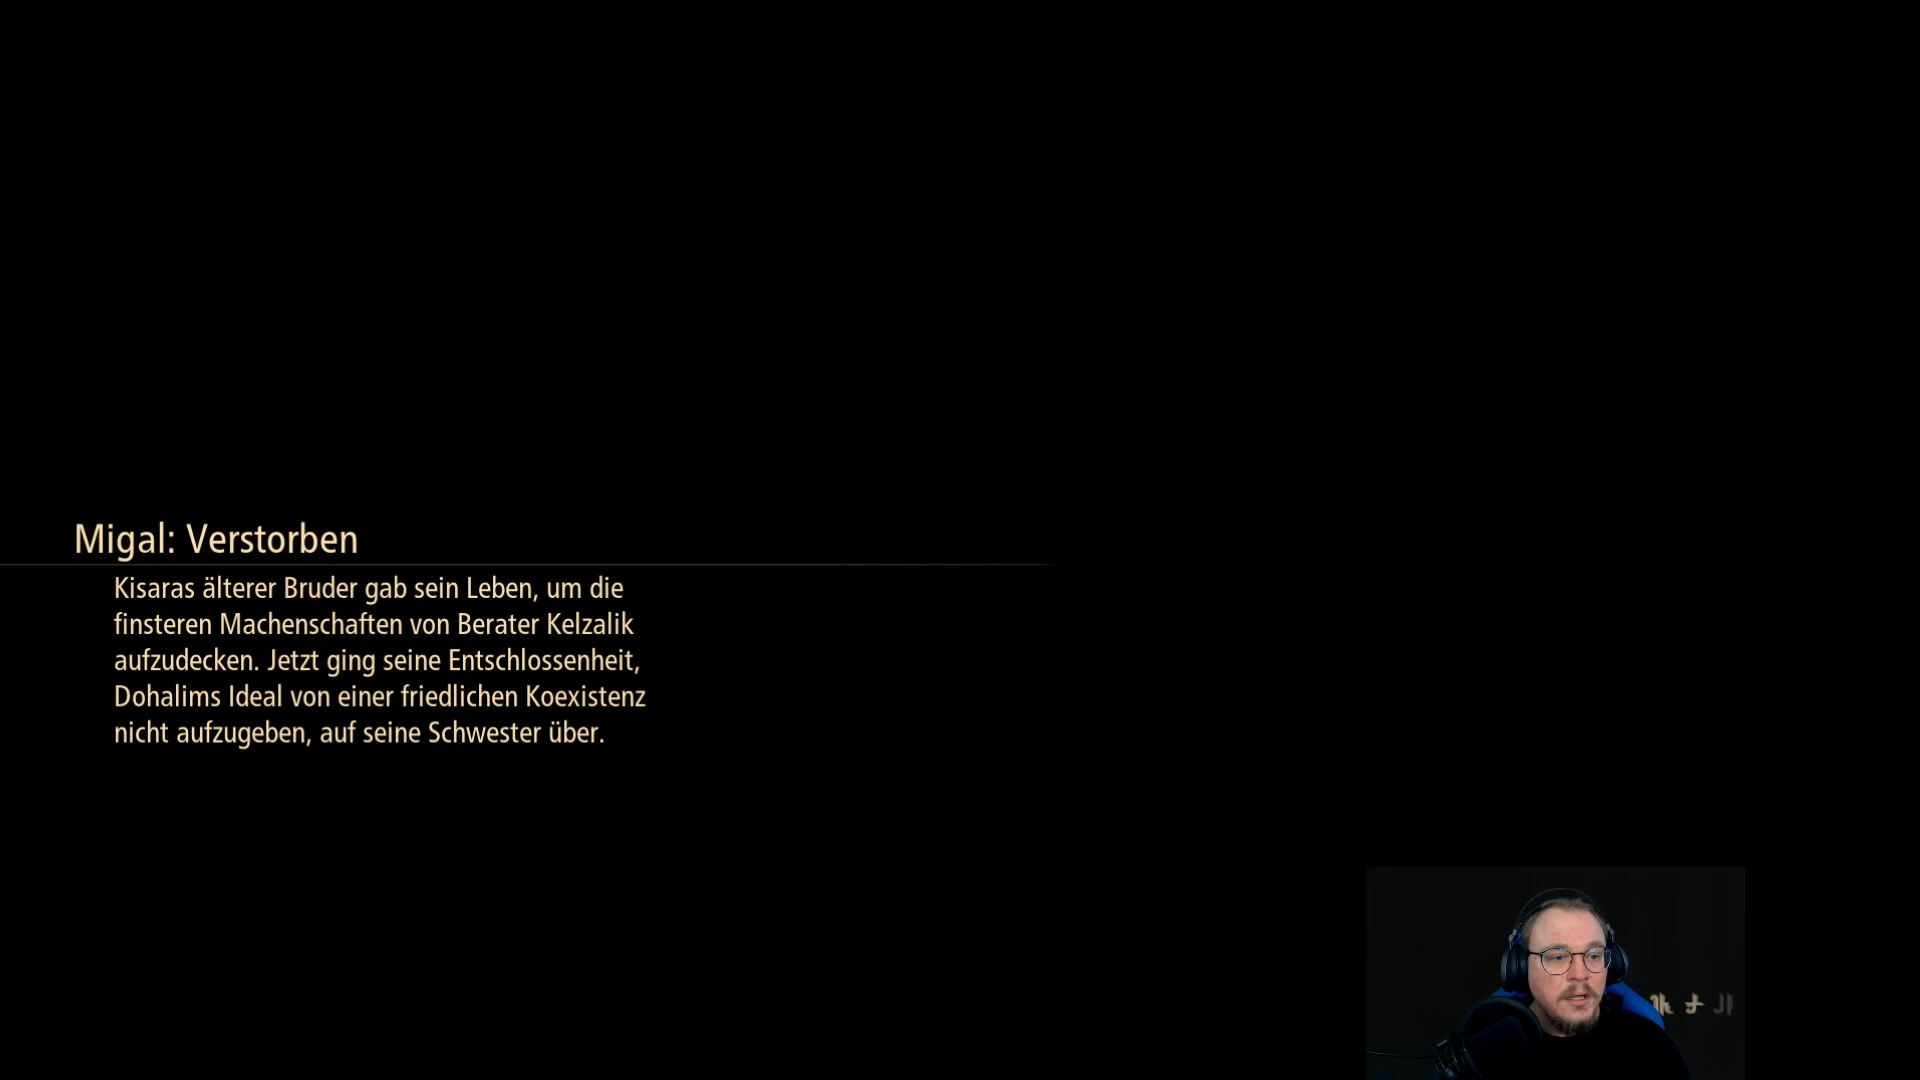 Migal: Verstorben
Kisaras älterer Bruder gab sein Leben, um die
finsteren Machenschaften von Berater Kelzalik
aufzudecken. Jetzt ging seine Entschlossenheit,
Dohalims Ideal von einer friedlichen Koexistenz
nicht aufzugeben, auf seine Schwester über.